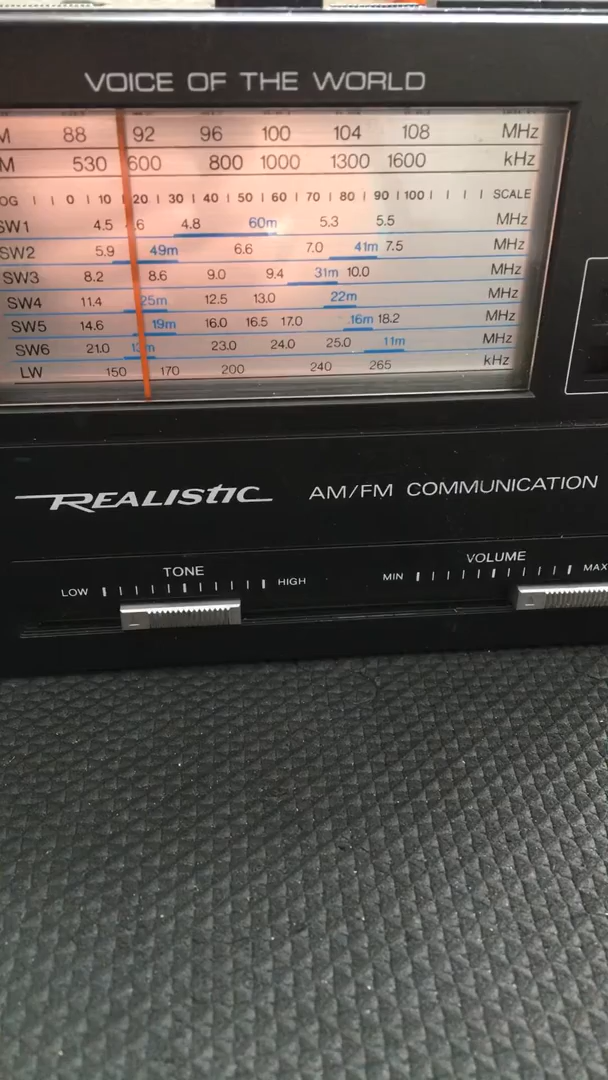 VOICE OF THE WORLD
M 88 92 96 100 104 108 MHz
M 530 600 800 1000 1300 1600 kHz
OG 0 10 20 30 40 50 60 70 80 90 100 SCALE
SW1 4.5 4.6 4.8 60m 5.3 5.5 MHz
SW2 5.9 49m 6.6 7.0 41m 7.5 MHz
SW3 8.2 8.6 9.0 9.4 31m 10.0 MHz
SW4 11.4 25m 12.5 13.0 22m MHz
SW5 14.6 19m 16.0 16.5 17.0 16m 18.2 MHz
SW6 21.0 13m 23.0 24.0 25.0 11m MHz
LW 150 170 200 240 265 kHz
REALISTIC AM/FM COMMUNICATION
TONE VOLUME
LOW HIGH MIN MAX